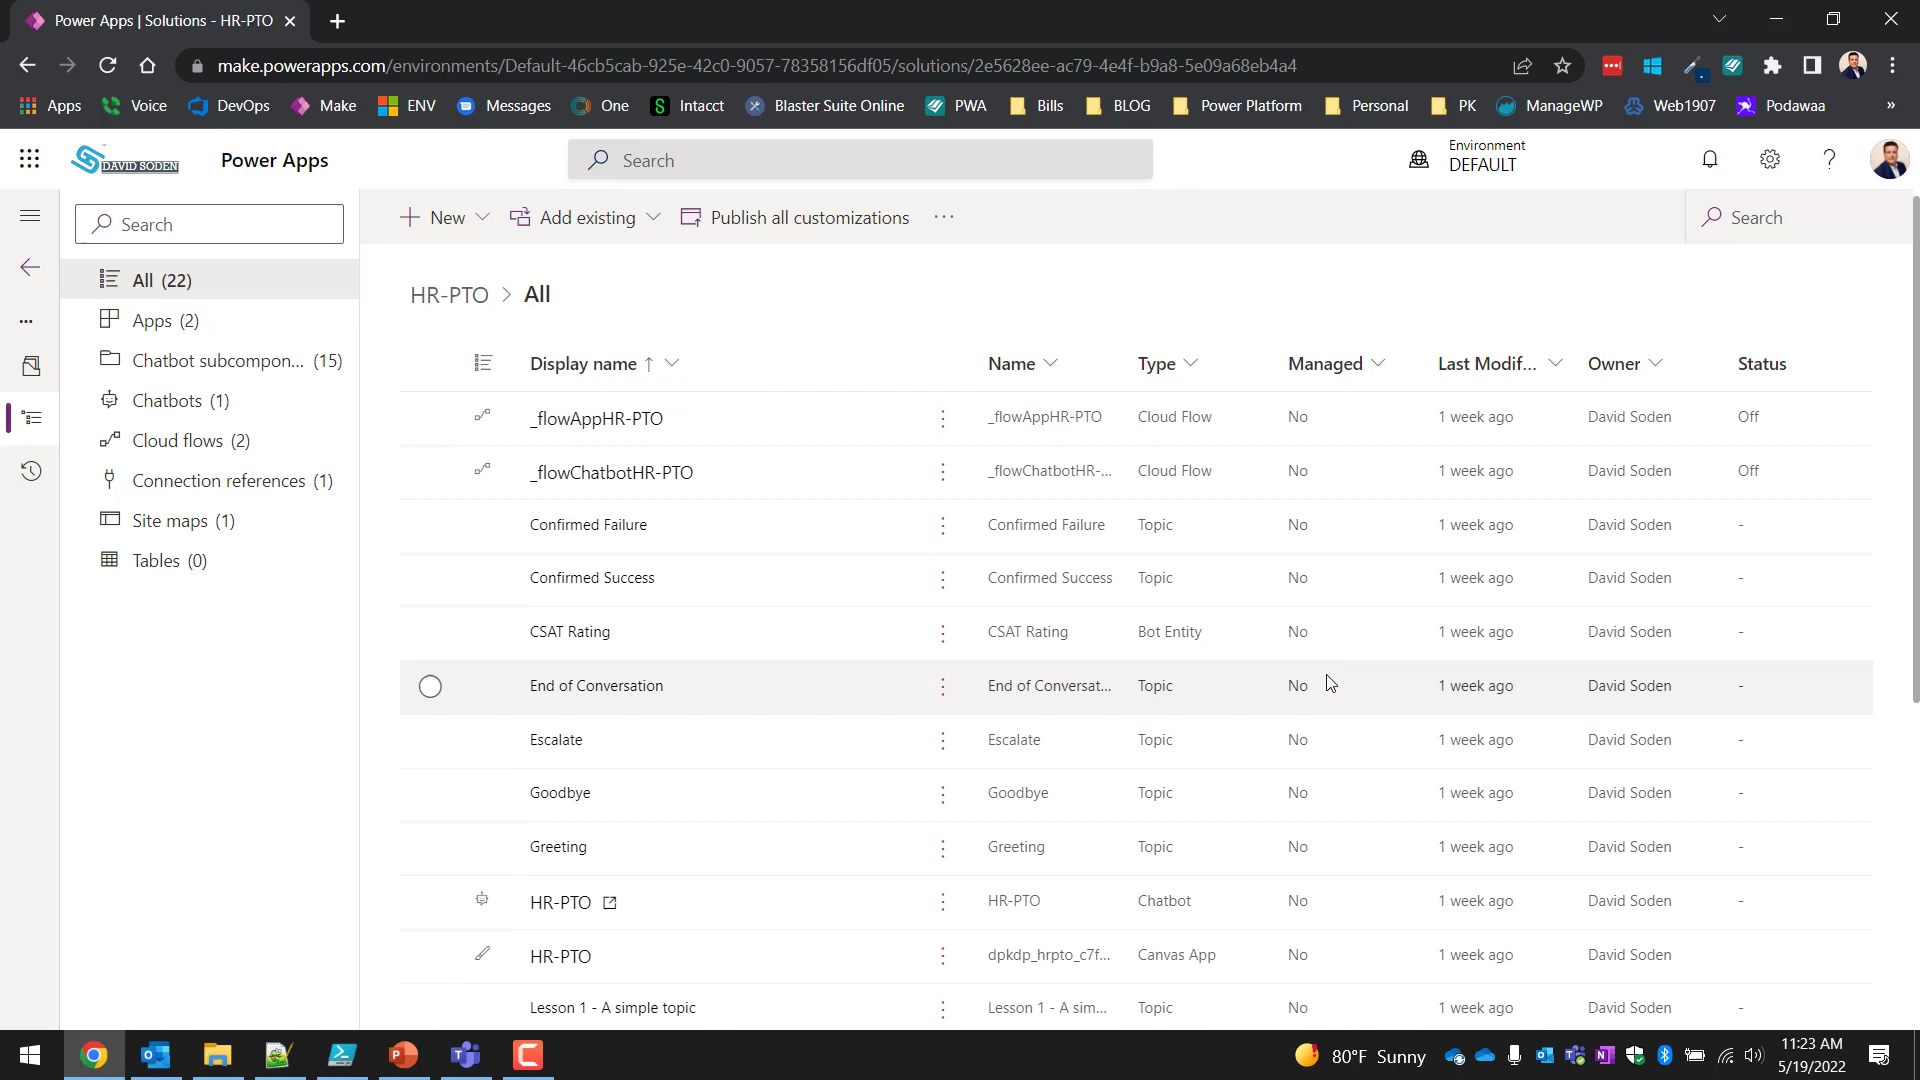 Power Apps | Solutions - HR-PTO
make.powerapps.com/environments/Default-46cb5cab-925e-42c0-9057-78358156df05/solutions/2e5628ee-ac79-4e4f-b9a8-5e09a68eb4a4
Apps Voice DevOps Make ENV Messages One Intacct Blaster Suite Online PWA Bills BLOG Power Platform Personal PK ManageWP Web1907 Podawaa »
DAVID SODEN Power Apps Search Environment
DEFAULT
Search
New Add existing Publish all customizations ··· Search
All (22)
Apps (2)
Chatbot subcompon... (15)
Chatbots (1)
Cloud flows (2)
Connection references (1)
Site maps (1)
Tables (0)
HR-PTO > All
Display name ↑ Name Type Managed Last Modif... Owner Status
_flowAppHR-PTO _flowAppHR-PTO Cloud Flow No 1 week ago David Soden Off
_flowChatbotHR-PTO _flowChatbotHR-... Cloud Flow No 1 week ago David Soden Off
Confirmed Failure Confirmed Failure Topic No 1 week ago David Soden -
Confirmed Success Confirmed Success Topic No 1 week ago David Soden -
CSAT Rating CSAT Rating Bot Entity No 1 week ago David Soden -
End of Conversation End of Conversat... Topic No 1 week ago David Soden -
Escalate Escalate Topic No 1 week ago David Soden -
Goodbye Goodbye Topic No 1 week ago David Soden -
Greeting Greeting Topic No 1 week ago David Soden -
HR-PTO HR-PTO Chatbot No 1 week ago David Soden -
HR-PTO dpkdp_hrpto_c7f... Canvas App No 1 week ago David Soden
Lesson 1 - A simple topic Lesson 1 - A sim... Topic No 1 week ago David Soden -
80°F Sunny
11:23 AM
5/19/2022